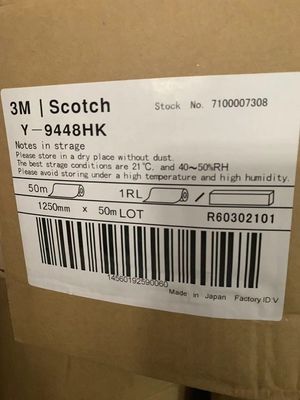 3M | Scotch Stock No. 7100007308
Y-9448HK
Notes in strage
Please store in a dry place without dust.
The best storage conditions are 21℃, and 40~50%RH
Please avoid storing under a high temperature and high humidity.
50m 1RL /
1250mm x 50m LOT R60302101
14560192590060
Made in Japan Factory ID:V